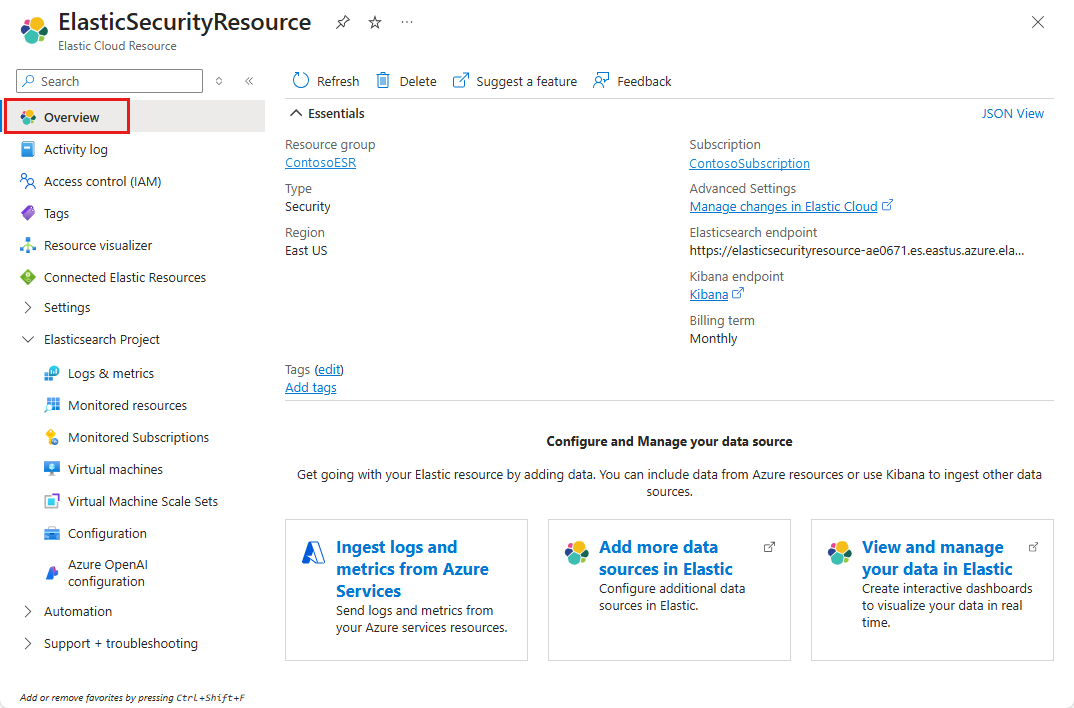 ElasticSecurityResource
Elastic Cloud Resource
Search
Overview
Activity log
Access control (IAM)
Tags
Resource visualizer
Connected Elastic Resources
Settings
Elasticsearch Project
Logs & metrics
Monitored resources
Monitored Subscriptions
Virtual machines
Virtual Machine Scale Sets
Configuration
Azure OpenAI
configuration
Automation
Support + troubleshooting
Add or remove favorites by pressing Ctrl+Shift+F
Refresh
Delete
Suggest a feature
Feedback
Essentials
JSON View
Resource group
ContosoESR
Type
Security
Region
East US
Subscription
ContosoSubscription
Advanced Settings
Manage changes in Elastic Cloud
Elasticsearch endpoint
https://elasticsecurityresource-ae0671.es.eastus.azure.ela...
Kibana endpoint
Kibana
Billing term
Monthly
Tags (edit)
Add tags
Configure and Manage your data source
Get going with your Elastic resource by adding data. You can include data from Azure resources or use Kibana to ingest other data
sources.
Ingest logs and
metrics from Azure
Services
Send logs and metrics from
your Azure services resources.
Add more data
sources in Elastic
Configure additional data
sources in Elastic.
View and manage
your data in Elastic
Create interactive dashboards
to visualize your data in real
time.